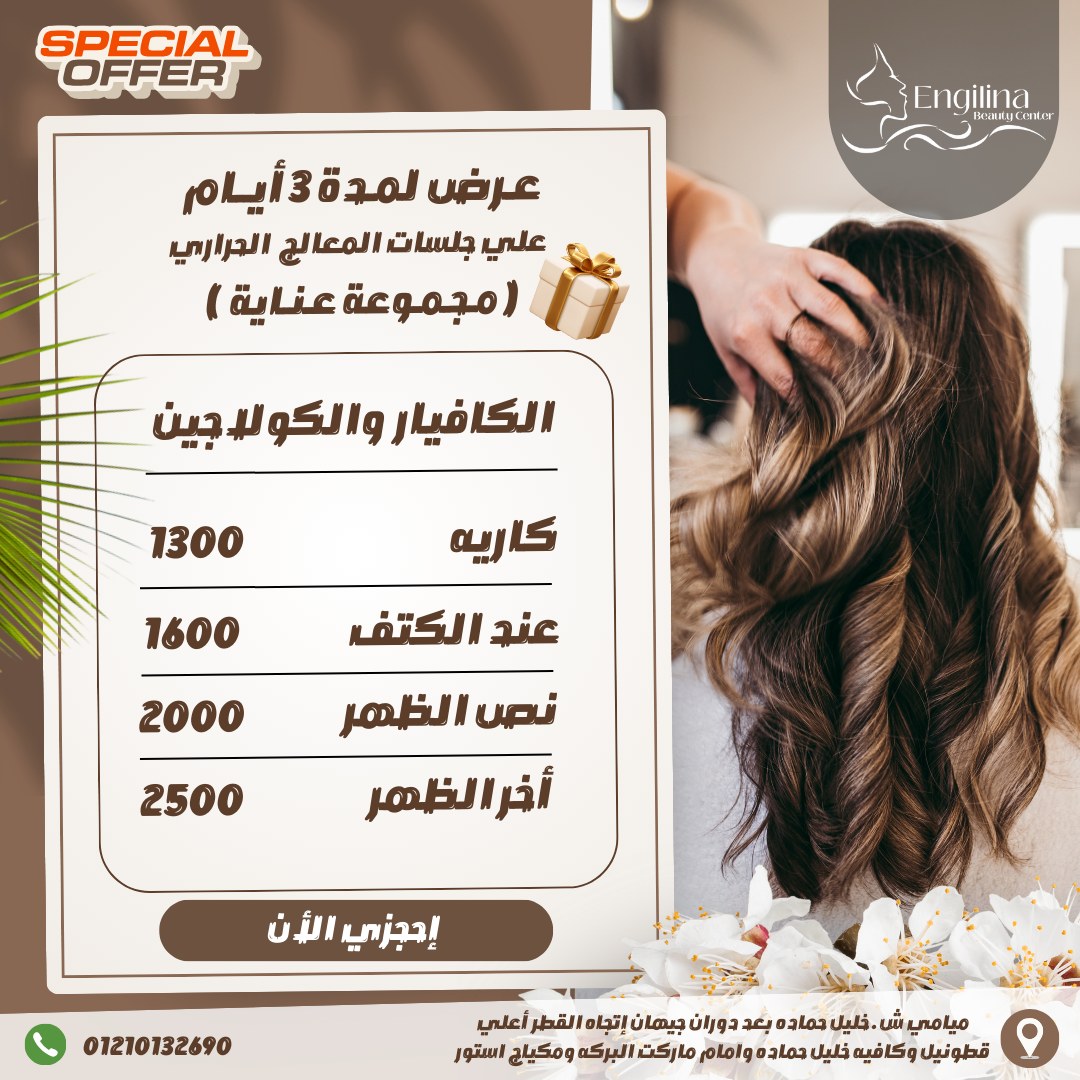 SPECIAL
OFFER
Engilina
Beauty Center
عرض لمدة 3 أيام
علي جلسات المعالج الحراري
( مجموعة عناية )
الكافيار والكولاجين
كاريه 1300
عند الكتف 1600
نص الظهر 2000
أخر الظهر 2500
إحجزي الأن
ميامي ش.خليل حماده بعد دوران جيهان إتجاه القطر أعلي
قطونيل وكافيه خليل حماده وامام ماركت البركه ومكياج استور
01210132690